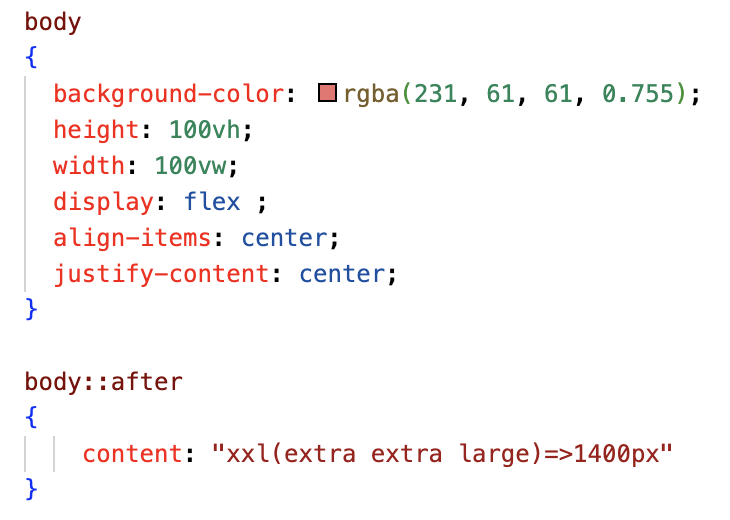 body
{
background-color: rgba(231, 61, 61, 0.755);
height: 100vh;
width: 100vw;
display: flex ;
align-items: center;
justify-content: center;
}
body::after
{
content: "xxl(extra extra large)=>1400px"
}